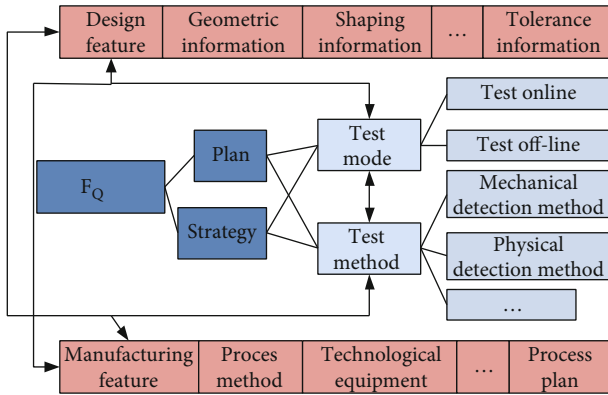 Design feature
Geometric information
Shaping information
...
Tolerance information
Test online
Test mode
Test off-line
Plan
F_Q
Mechanical detection method
Strategy
Test method
Physical detection method
...
Manufacturing feature
Proces method
Technological equipment
...
Process plan